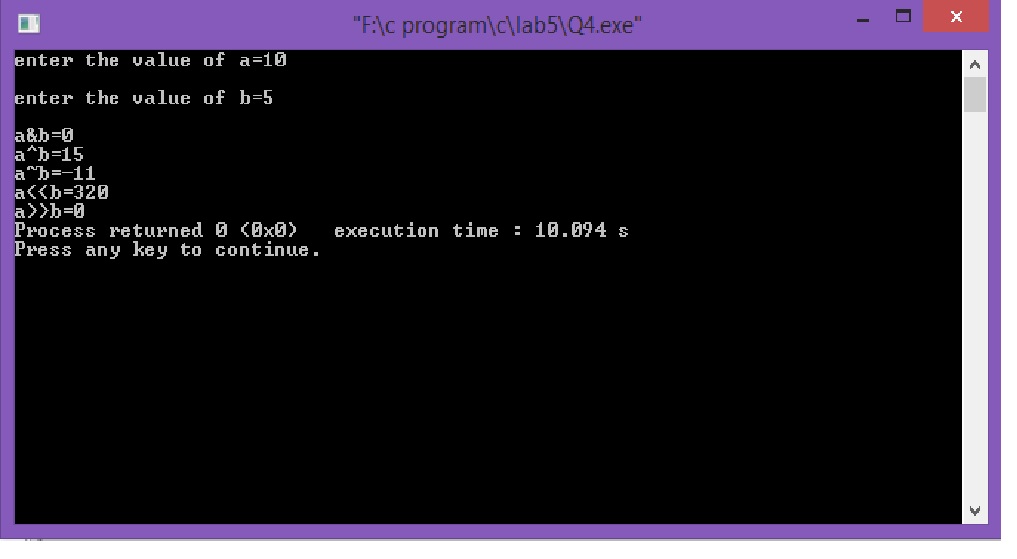 "F:\c program\c\lab5\Q4.exe"
enter the value of a=10
enter the value of b=5
a&b=0
a^b=15
a~b=-11
a<<b=320
a>>b=0
Process returned 0 (0x0)   execution time : 10.094 s
Press any key to continue.